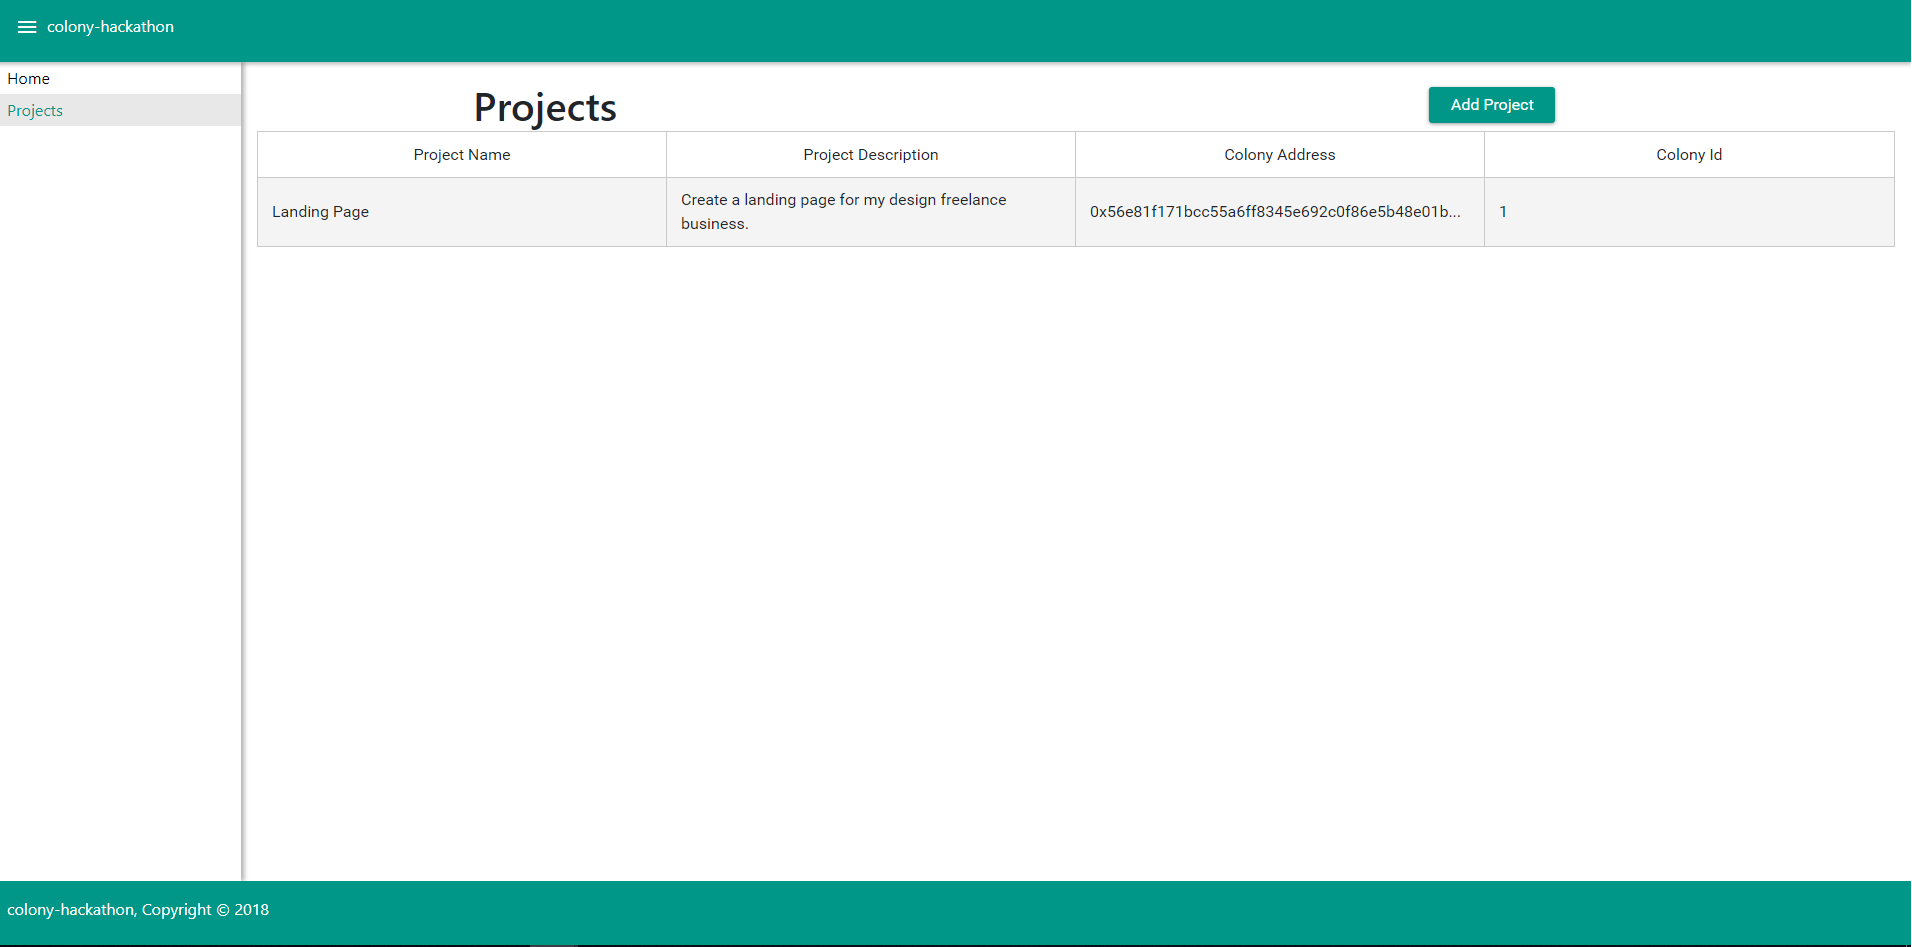 colony-hackathon
Home
Projects
Projects
Add Project
Project Name
Project Description
Colony Address
Colony Id
Landing Page
Create a landing page for my design freelance
business.
0x56e81f171bcc55a6ff8345e692c0f86e5b48e01b...
1
colony-hackathon, Copyright © 2018